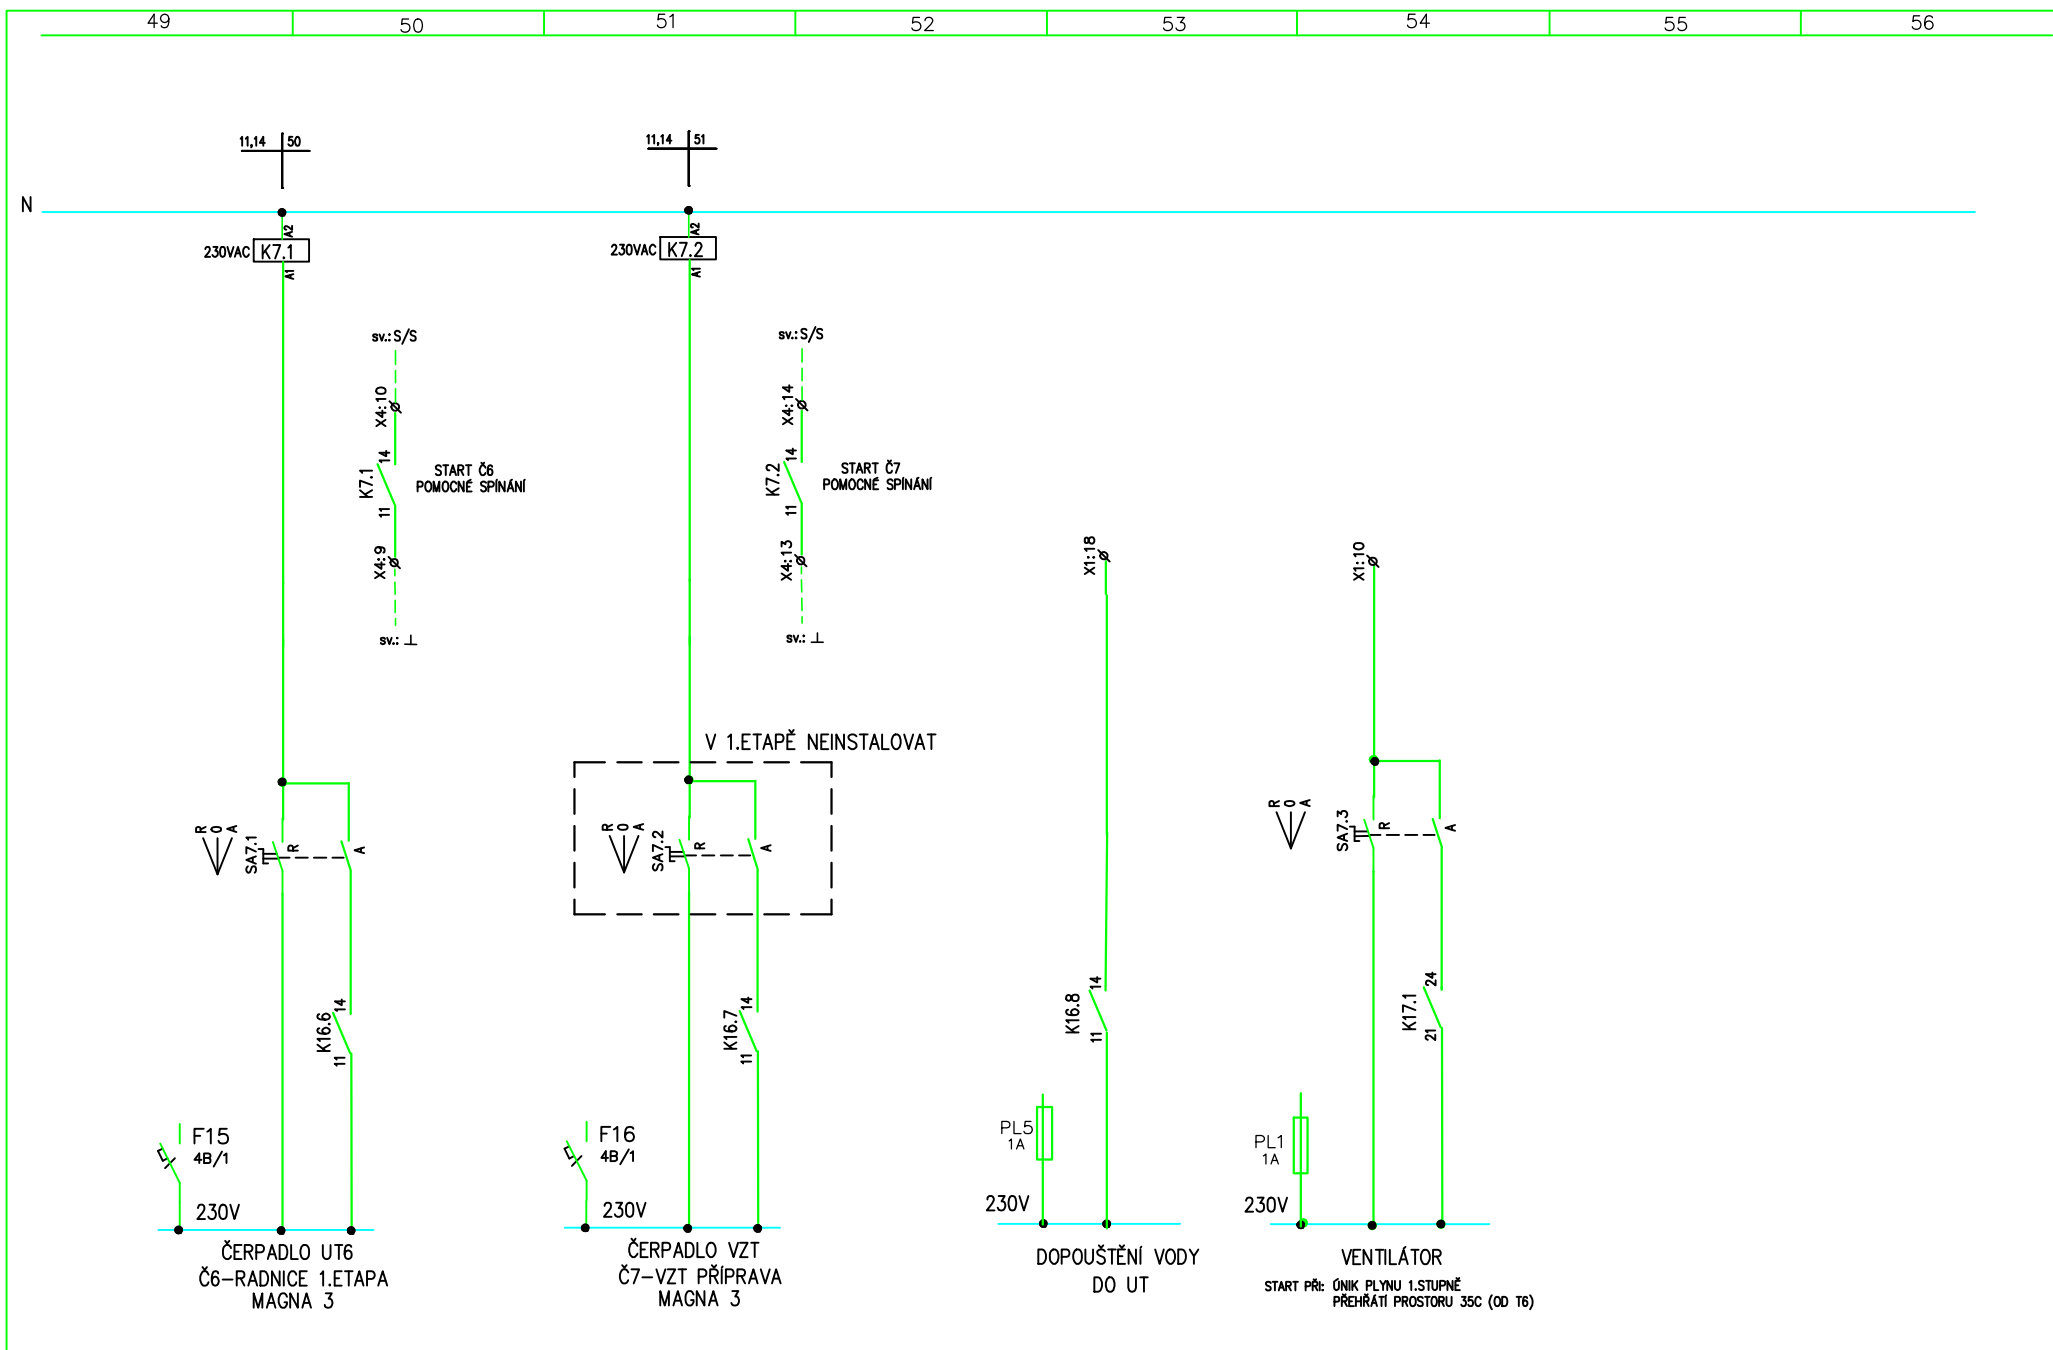 49 50 51 52 53 54 55 56
11,14 50
11,14 51
N
A2
230VAC K7.1
A1
A2
230VAC K7.2
A1
sv.: S/S
X4:10
14
K7.1
11
START Č6
POMOCNÉ SPÍNÁNÍ
X4:9
sv.: ⊥
sv.: S/S
X4:14
14
K7.2
11
START Č7
POMOCNÉ SPÍNÁNÍ
X4:13
sv.: ⊥
X1:18
X1:10
V 1.ETAPĚ NEINSTALOVAT
R 0 A
SA7.1
R
A
R 0 A
SA7.2
R
A
R 0 A
SA7.3
R
A
14
K16.6
11
14
K16.7
11
14
K16.8
11
24
K17.1
21
F15
4B/1
230V
F16
4B/1
230V
PL5
1A
230V
PL1
1A
230V
ČERPADLO UT6
Č6-RADNICE 1.ETAPA
MAGNA 3
ČERPADLO VZT
Č7-VZT PŘÍPRAVA
MAGNA 3
DOPOUŠTĚNÍ VODY
DO UT
VENTILÁTOR
START PŘI: ÚNIK PLYNU 1.STUPNĚ
PŘEHŘÁTÍ PROSTORU 35C (OD T6)